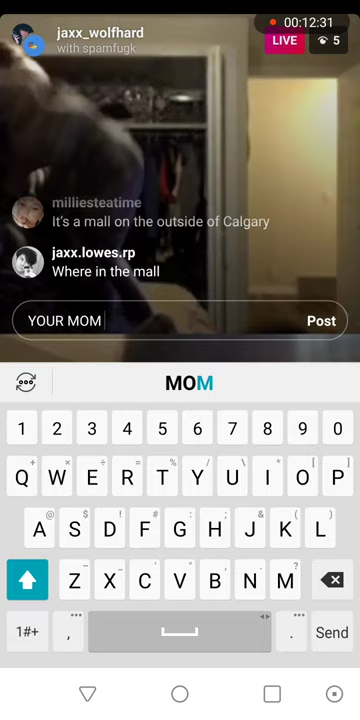 00:12:31
jaxx_wolfhard
with spamfugk
LIVE
5
milliesteatime
It's a mall on the outside of Calgary
jaxx.lowes.rp
Where in the mall
YOUR MOM
Post
MOM
1 2 3 4 5 6 7 8 9 0
+ × ÷ = % / \ * [ ]
Q W E R T Y U I O P
@ $ ! & # : ; & ( )
A S D F G H J K L
Z X C V B N M ?
1#+ , . Send